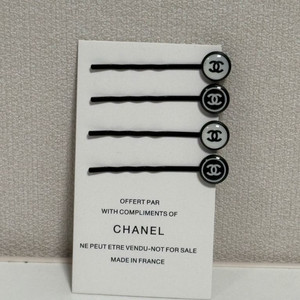 OFFERT PAR
WITH COMPLIMENTS OF
CHANEL
NE PEUT ETRE VENDU-NOT FOR SALE
MADE IN FRANCE